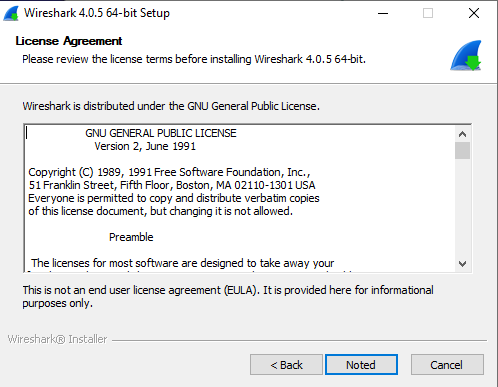 Wireshark 4.0.5 64-bit Setup
License Agreement
Please review the license terms before installing Wireshark 4.0.5 64-bit.
Wireshark is distributed under the GNU General Public License.
GNU GENERAL PUBLIC LICENSE
Version 2, June 1991
Copyright (C) 1989, 1991 Free Software Foundation, Inc.,
51 Franklin Street, Fifth Floor, Boston, MA 02110-1301 USA
Everyone is permitted to copy and distribute verbatim copies
of this license document, but changing it is not allowed.
Preamble
The licenses for most software are designed to take away your
This is not an end user license agreement (EULA). It is provided here for informational
purposes only.
Wireshark® Installer
< Back
Noted
Cancel